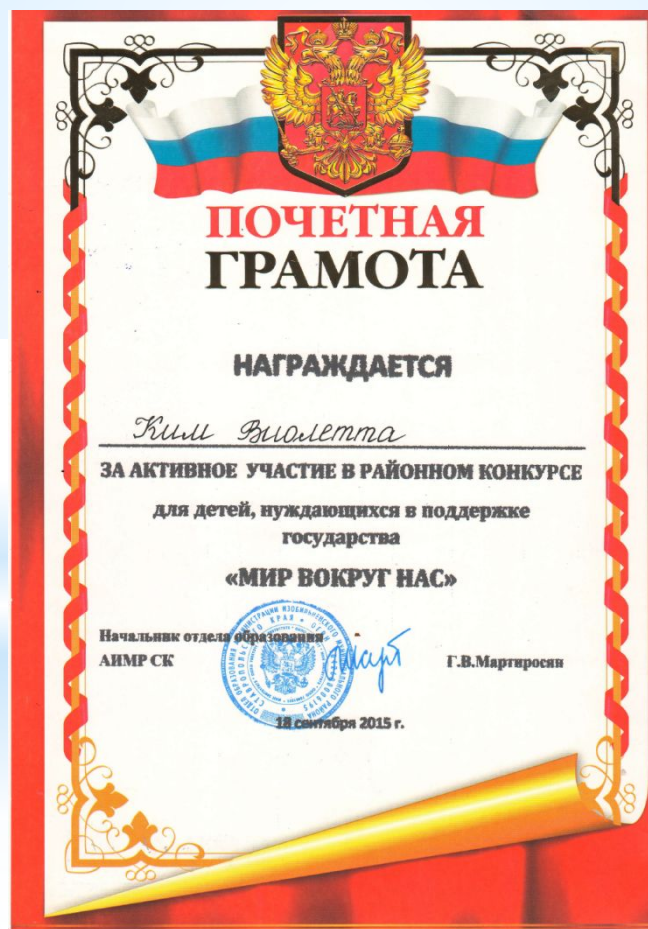 ПОЧЕТНАЯ
ГРАМОТА
НАГРАЖДАЕТСЯ
Ким Виолетта
ЗА АКТИВНОЕ УЧАСТИЕ В РАЙОННОМ КОНКУРСЕ
для детей, нуждающихся в поддержке
государства
«МИР ВОКРУГ НАС»
Начальник отдела образования
АИМР СК
Г.В.Мартиросян
18 сентября 2015 г.